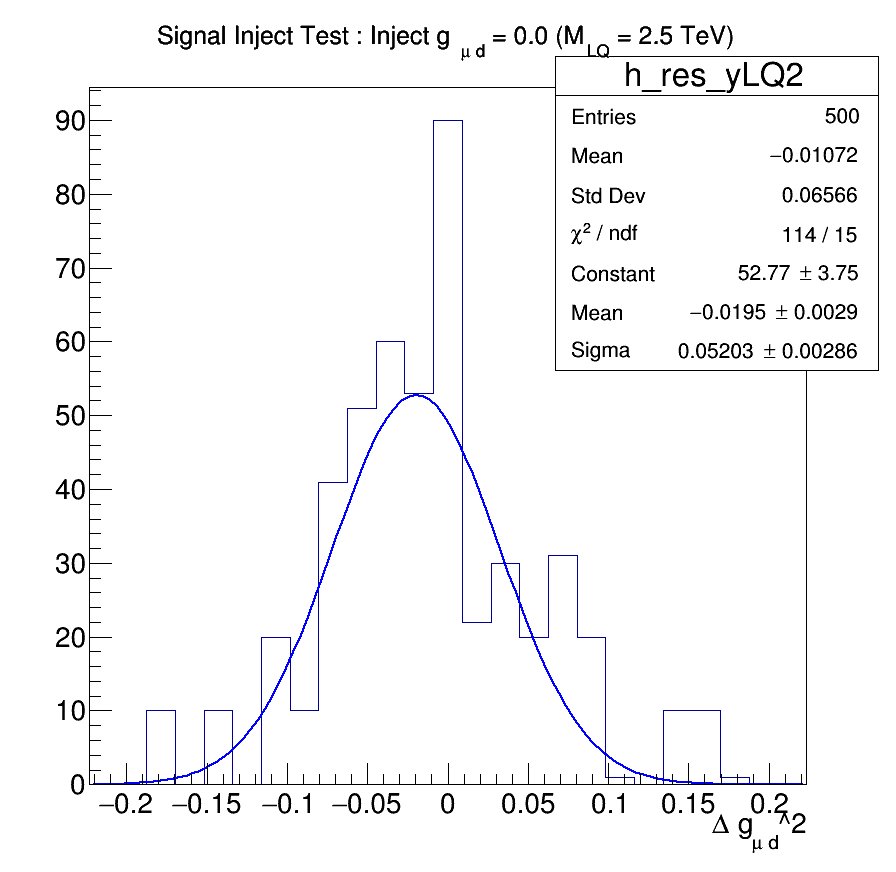 Signal Inject Test : Inject g μ d = 0.0 (M LQ = 2.5 TeV)
h_res_yLQ2
Entries 500
Mean −0.01072
Std Dev 0.06566
χ² / ndf 114 / 15
Constant 52.77 ± 3.75
Mean −0.0195 ± 0.0029
Sigma 0.05203 ± 0.00286
90
80
70
60
50
40
30
20
10
0
−0.2 −0.15 −0.1 −0.05 0 0.05 0.1 0.15 0.2
Δ g μ d ^2